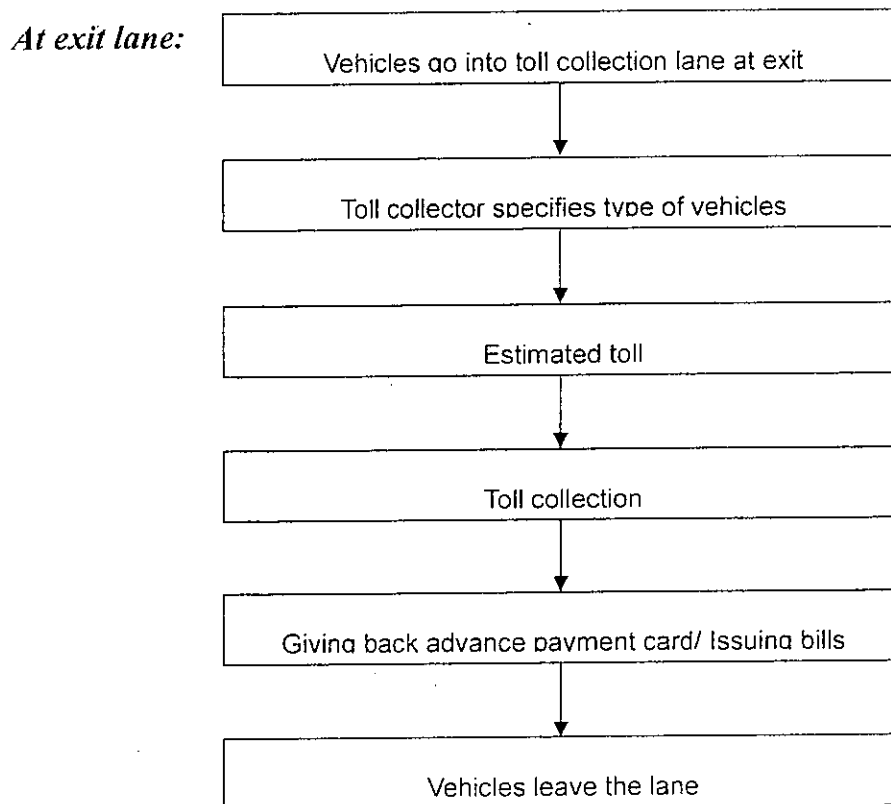 At exit lane:
Vehicles go into toll collection lane at exit
Toll collector specifies type of vehicles
Estimated toll
Toll collection
Giving back advance payment card/ Issuing bills
Vehicles leave the lane